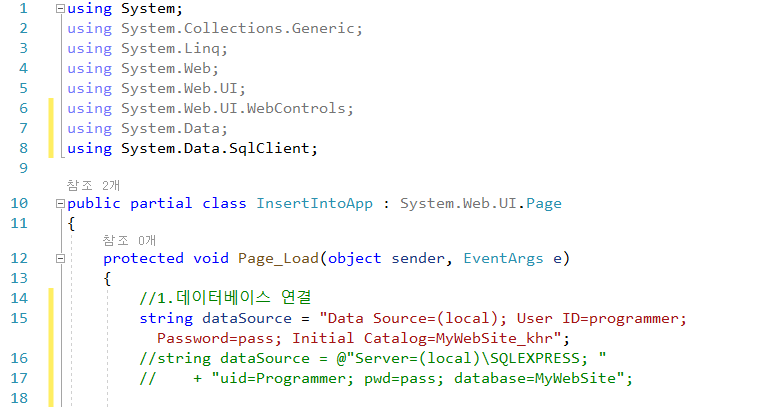 1 using System;
2 using System.Collections.Generic;
3 using System.Linq;
4 using System.Web;
5 using System.Web.UI;
6 using System.Web.UI.WebControls;
7 using System.Data;
8 using System.Data.SqlClient;
9
참조 2개
10 public partial class InsertIntoApp : System.Web.UI.Page
11 {
참조 0개
12 protected void Page_Load(object sender, EventArgs e)
13 {
14 //1.데이터베이스 연결
15 string dataSource = "Data Source=(local); User ID=programmer;
Password=pass; Initial Catalog=MyWebSite_khr";
16 //string dataSource = @"Server=(local)\SQLEXPRESS; "
17 // + "uid=Programmer; pwd=pass; database=MyWebSite";
18